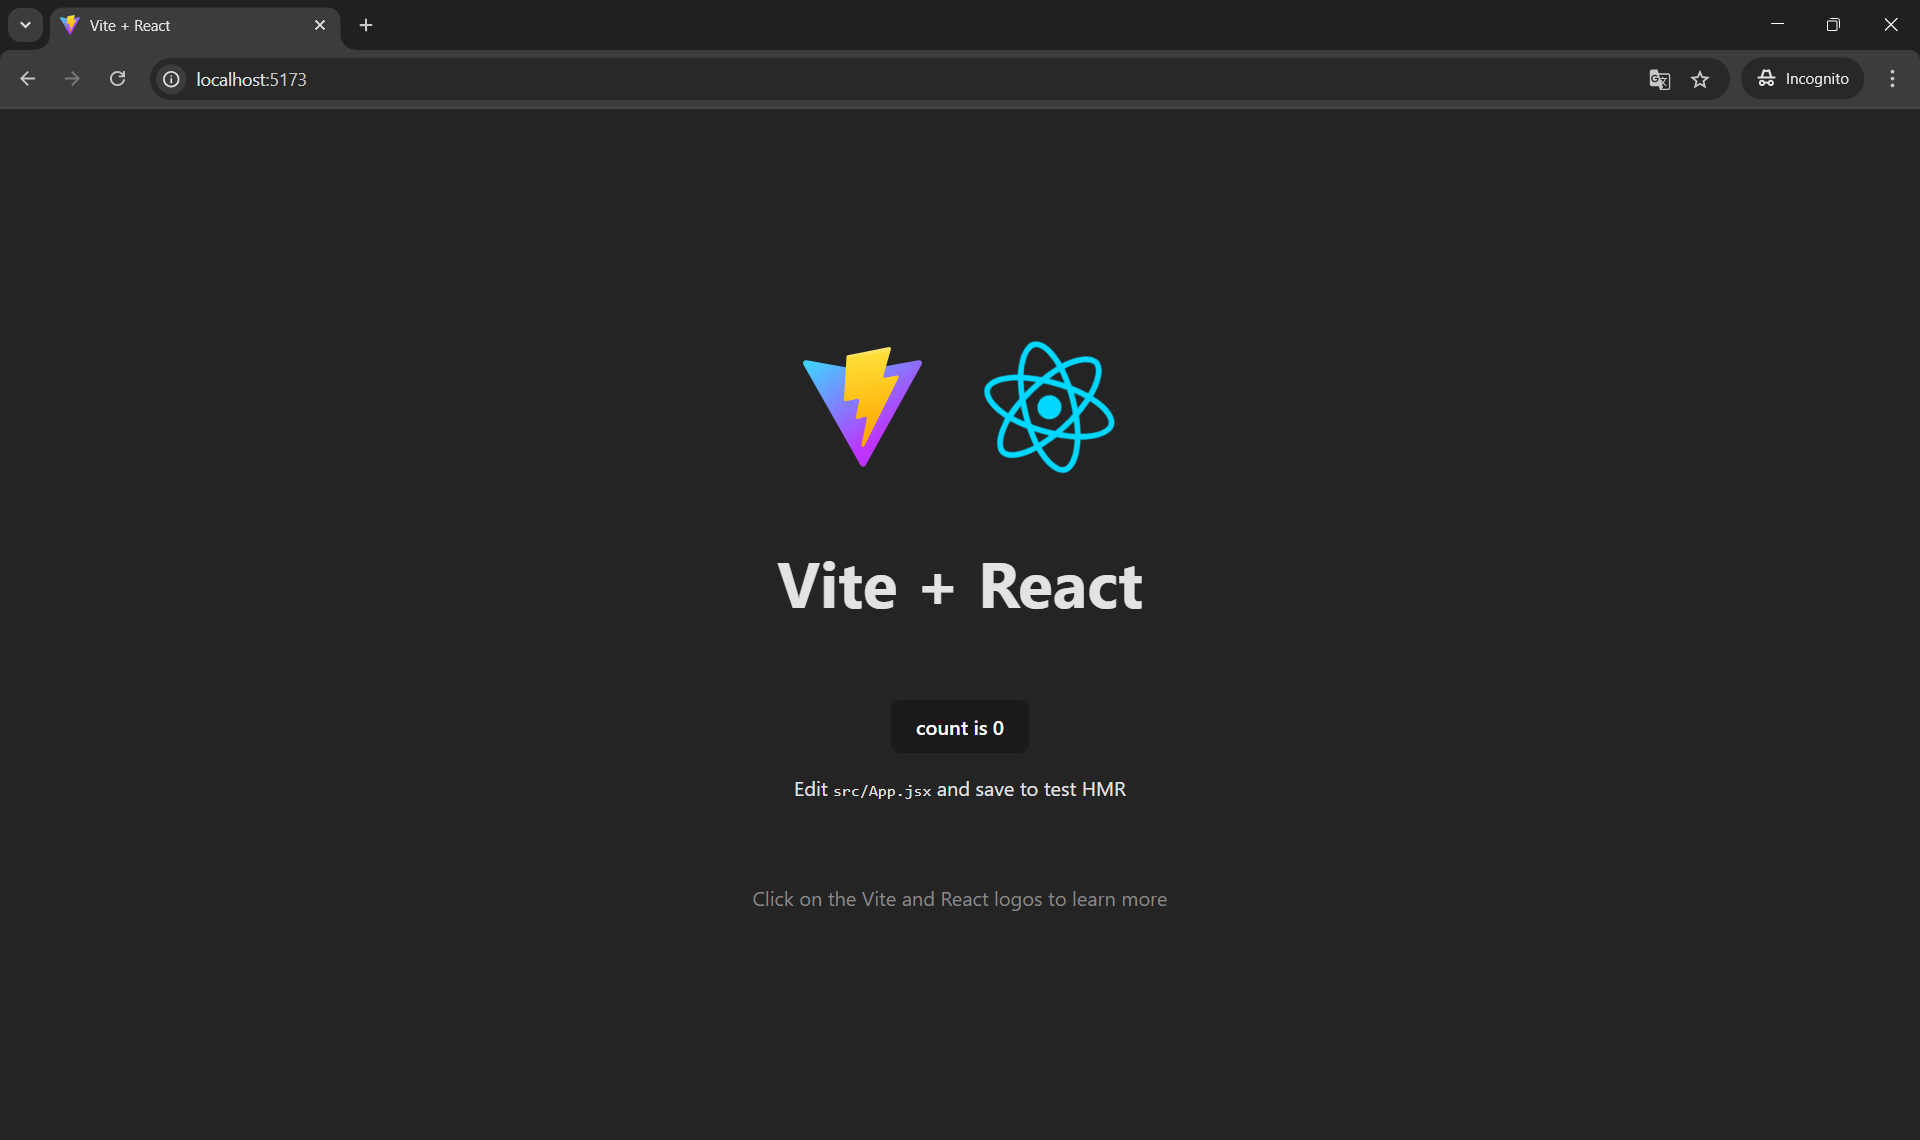 Vite + React
localhost:5173
Incognito
Vite + React
count is 0
Edit src/App.jsx and save to test HMR
Click on the Vite and React logos to learn more